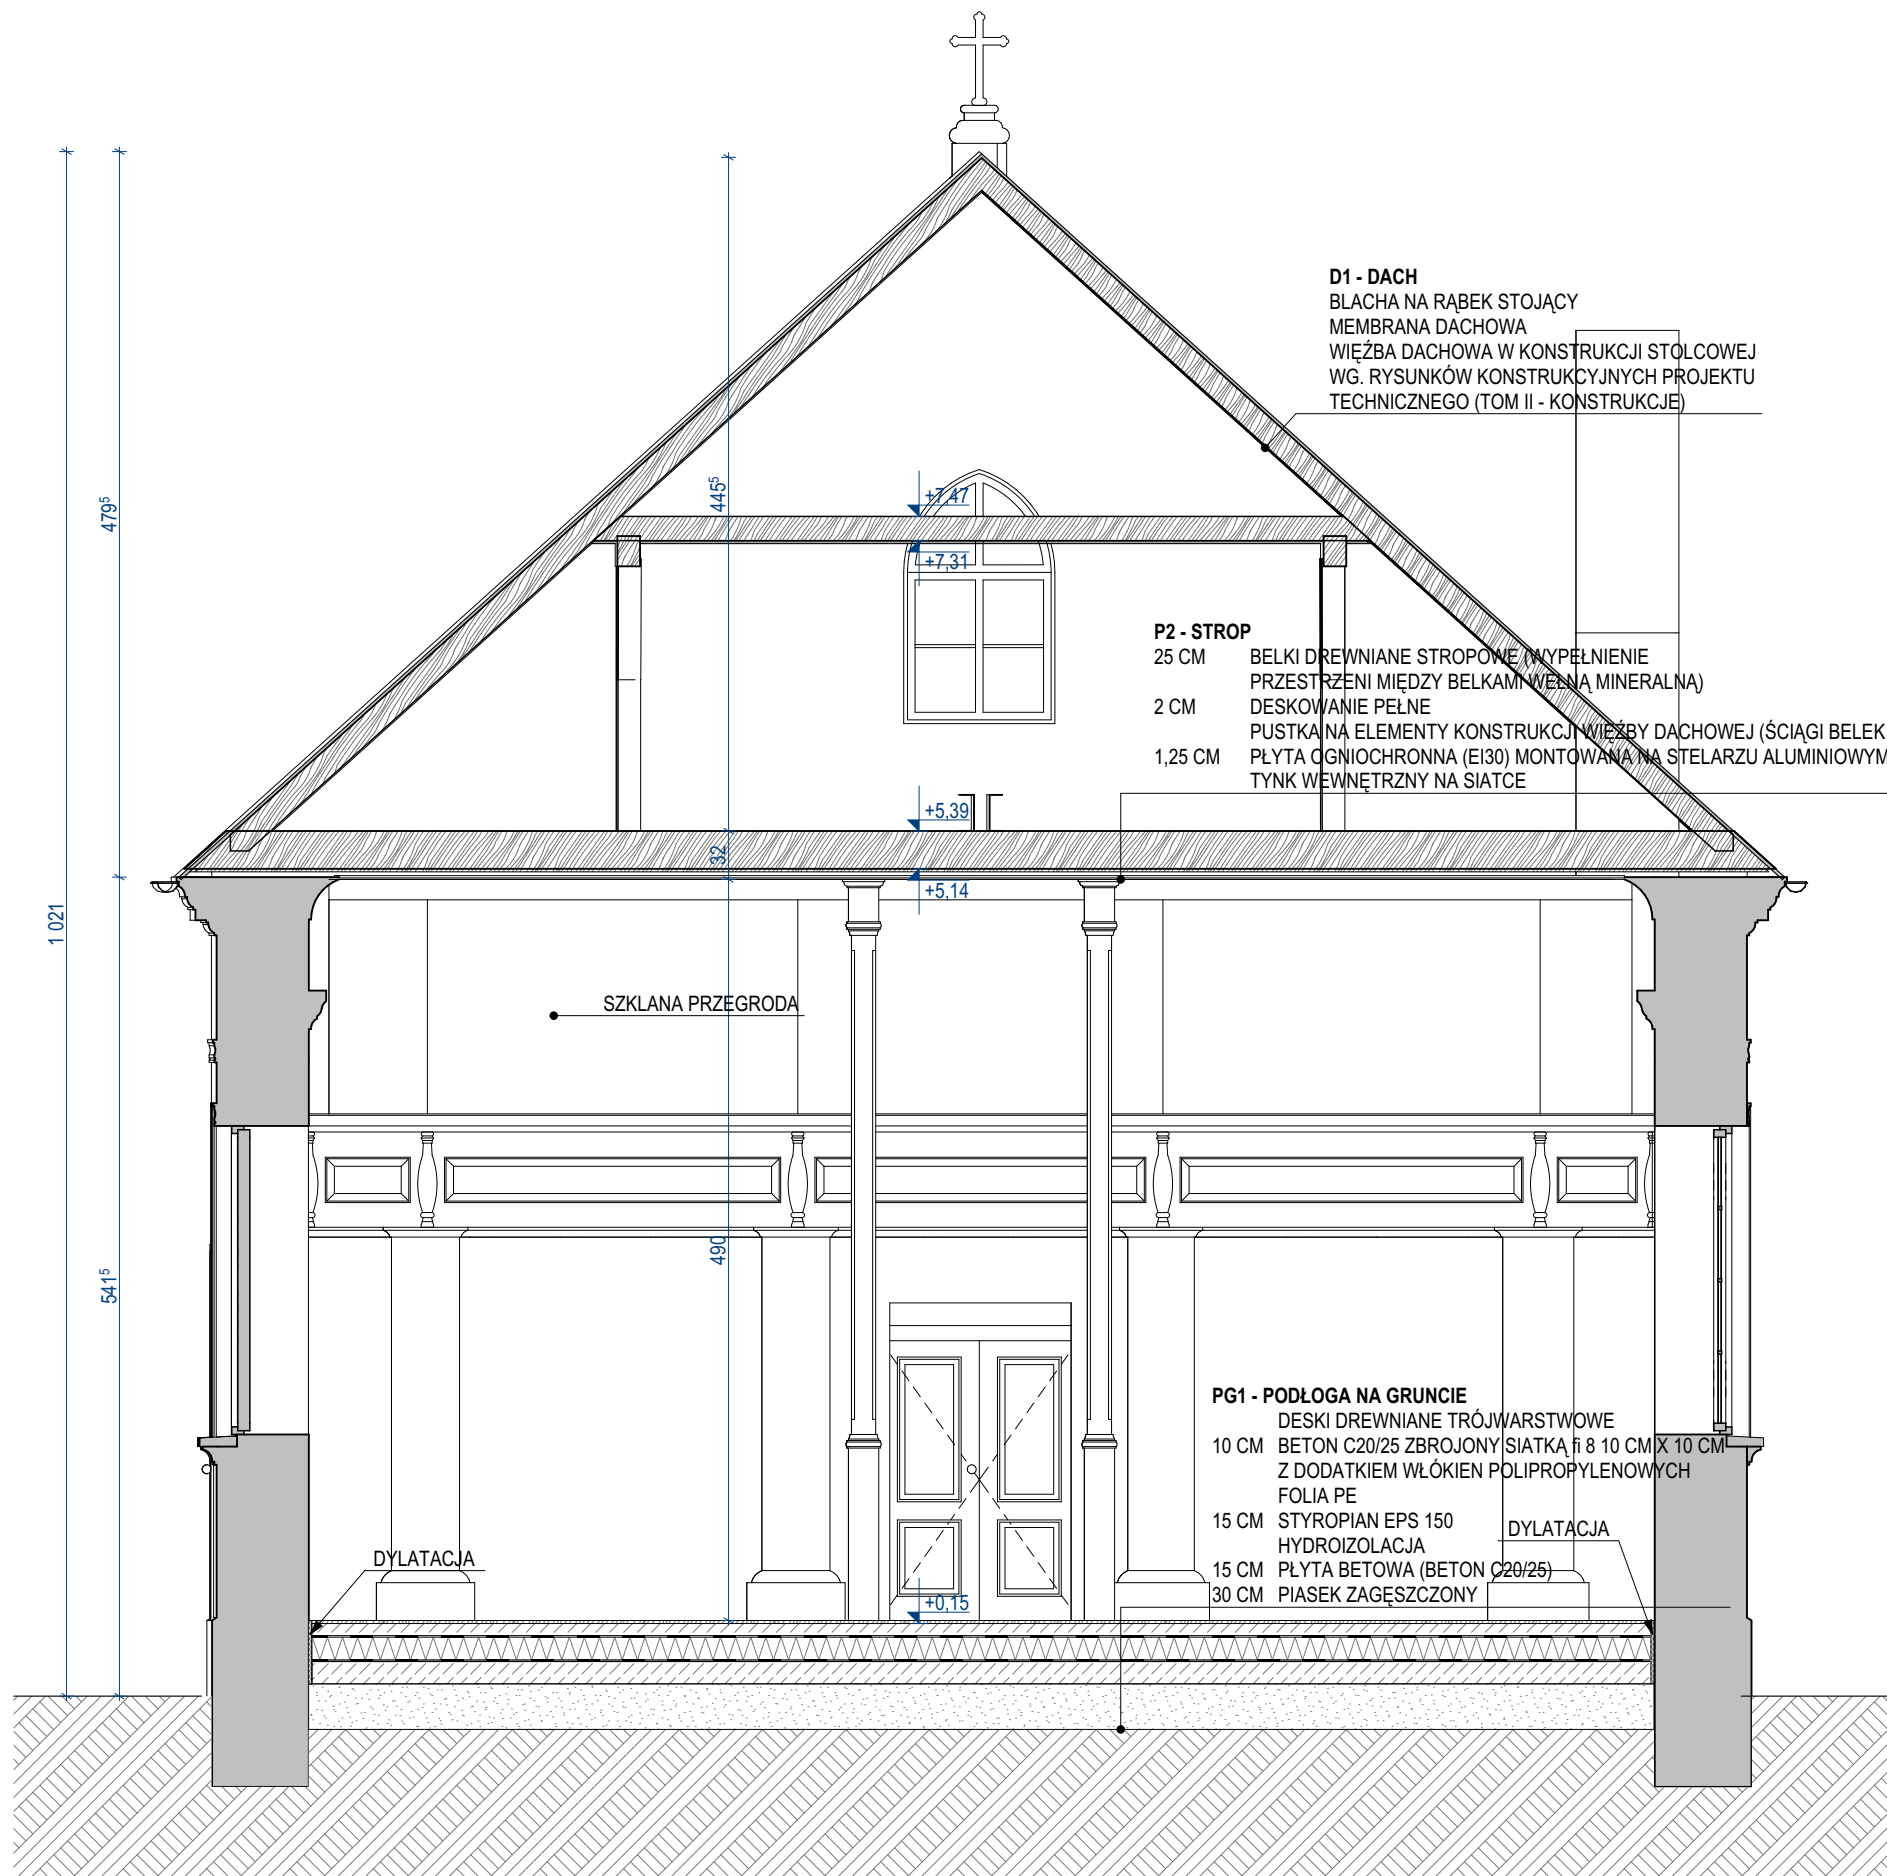 D1 - DACH
BLACHA NA RĄBEK STOJĄCY
MEMBRANA DACHOWA
WIĘŹBA DACHOWA W KONSTRUKCJI STOLCOWEJ
WG. RYSUNKÓW KONSTRUKCYJNYCH PROJEKTU
TECHNICZNEGO (TOM II - KONSTRUKCJE)
479⁵
445⁵
+7,47
+7,31
P2 - STROP
25 CM BELKI DREWNIANE STROPOWE (WYPEŁNIENIE
PRZESTRZENI MIĘDZY BELKAMI WEŁNĄ MINERALNĄ)
2 CM DESKOWANIE PEŁNE
PUSTKA NA ELEMENTY KONSTRUKCJI WIĘŹBY DACHOWEJ (ŚCIĄGI BELEK
1,25 CM PŁYTA OGNIOCHRONNA (EI30) MONTOWANA NA STELARZU ALUMINIOWYM
TYNK WEWNĘTRZNY NA SIATCE
+5,39
32
+5,14
1 021
SZKLANA PRZEGRODA
490
541⁵
PG1 - PODŁOGA NA GRUNCIE
DESKI DREWNIANE TRÓJWARSTWOWE
10 CM BETON C20/25 ZBROJONY SIATKĄ fi 8 10 CM X 10 CM
Z DODATKIEM WŁÓKIEN POLIPROPYLENOWYCH
FOLIA PE
15 CM STYROPIAN EPS 150
HYDROIZOLACJA
15 CM PŁYTA BETOWA (BETON C20/25)
30 CM PIASEK ZAGĘSZCZONY
DYLATACJA
DYLATACJA
+0,15